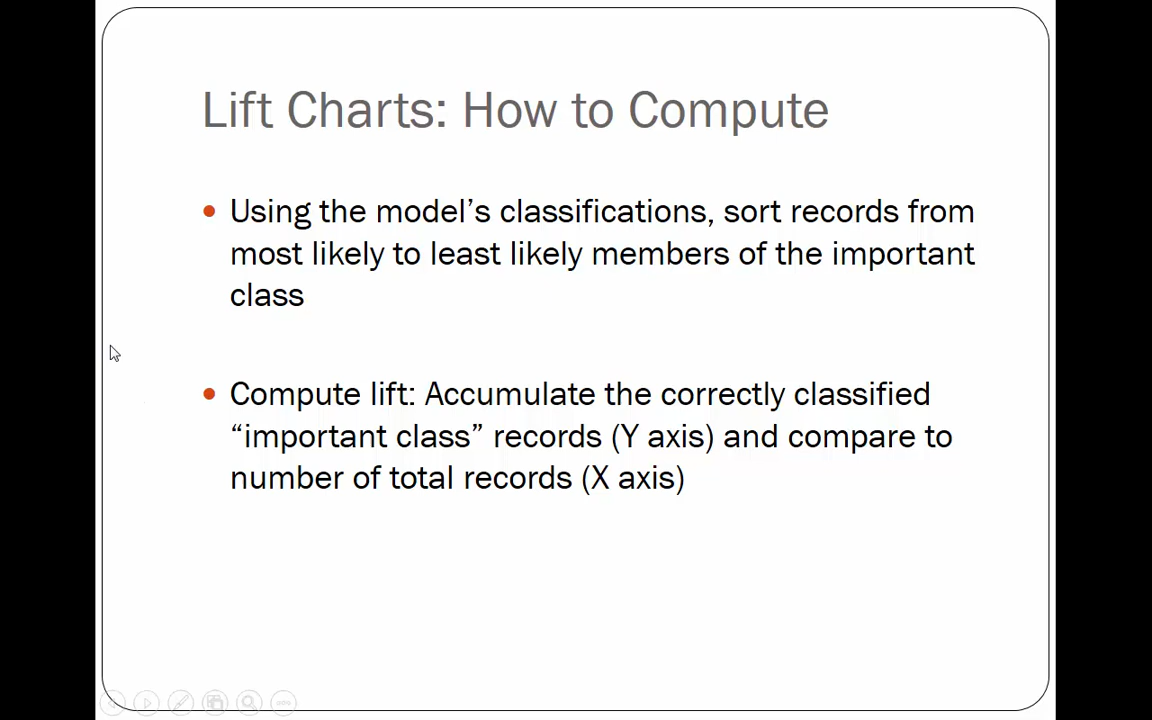 Lift Charts: How to Compute
• Using the model’s classifications, sort records from
most likely to least likely members of the important
class
• Compute lift: Accumulate the correctly classified
“important class” records (Y axis) and compare to
number of total records (X axis)